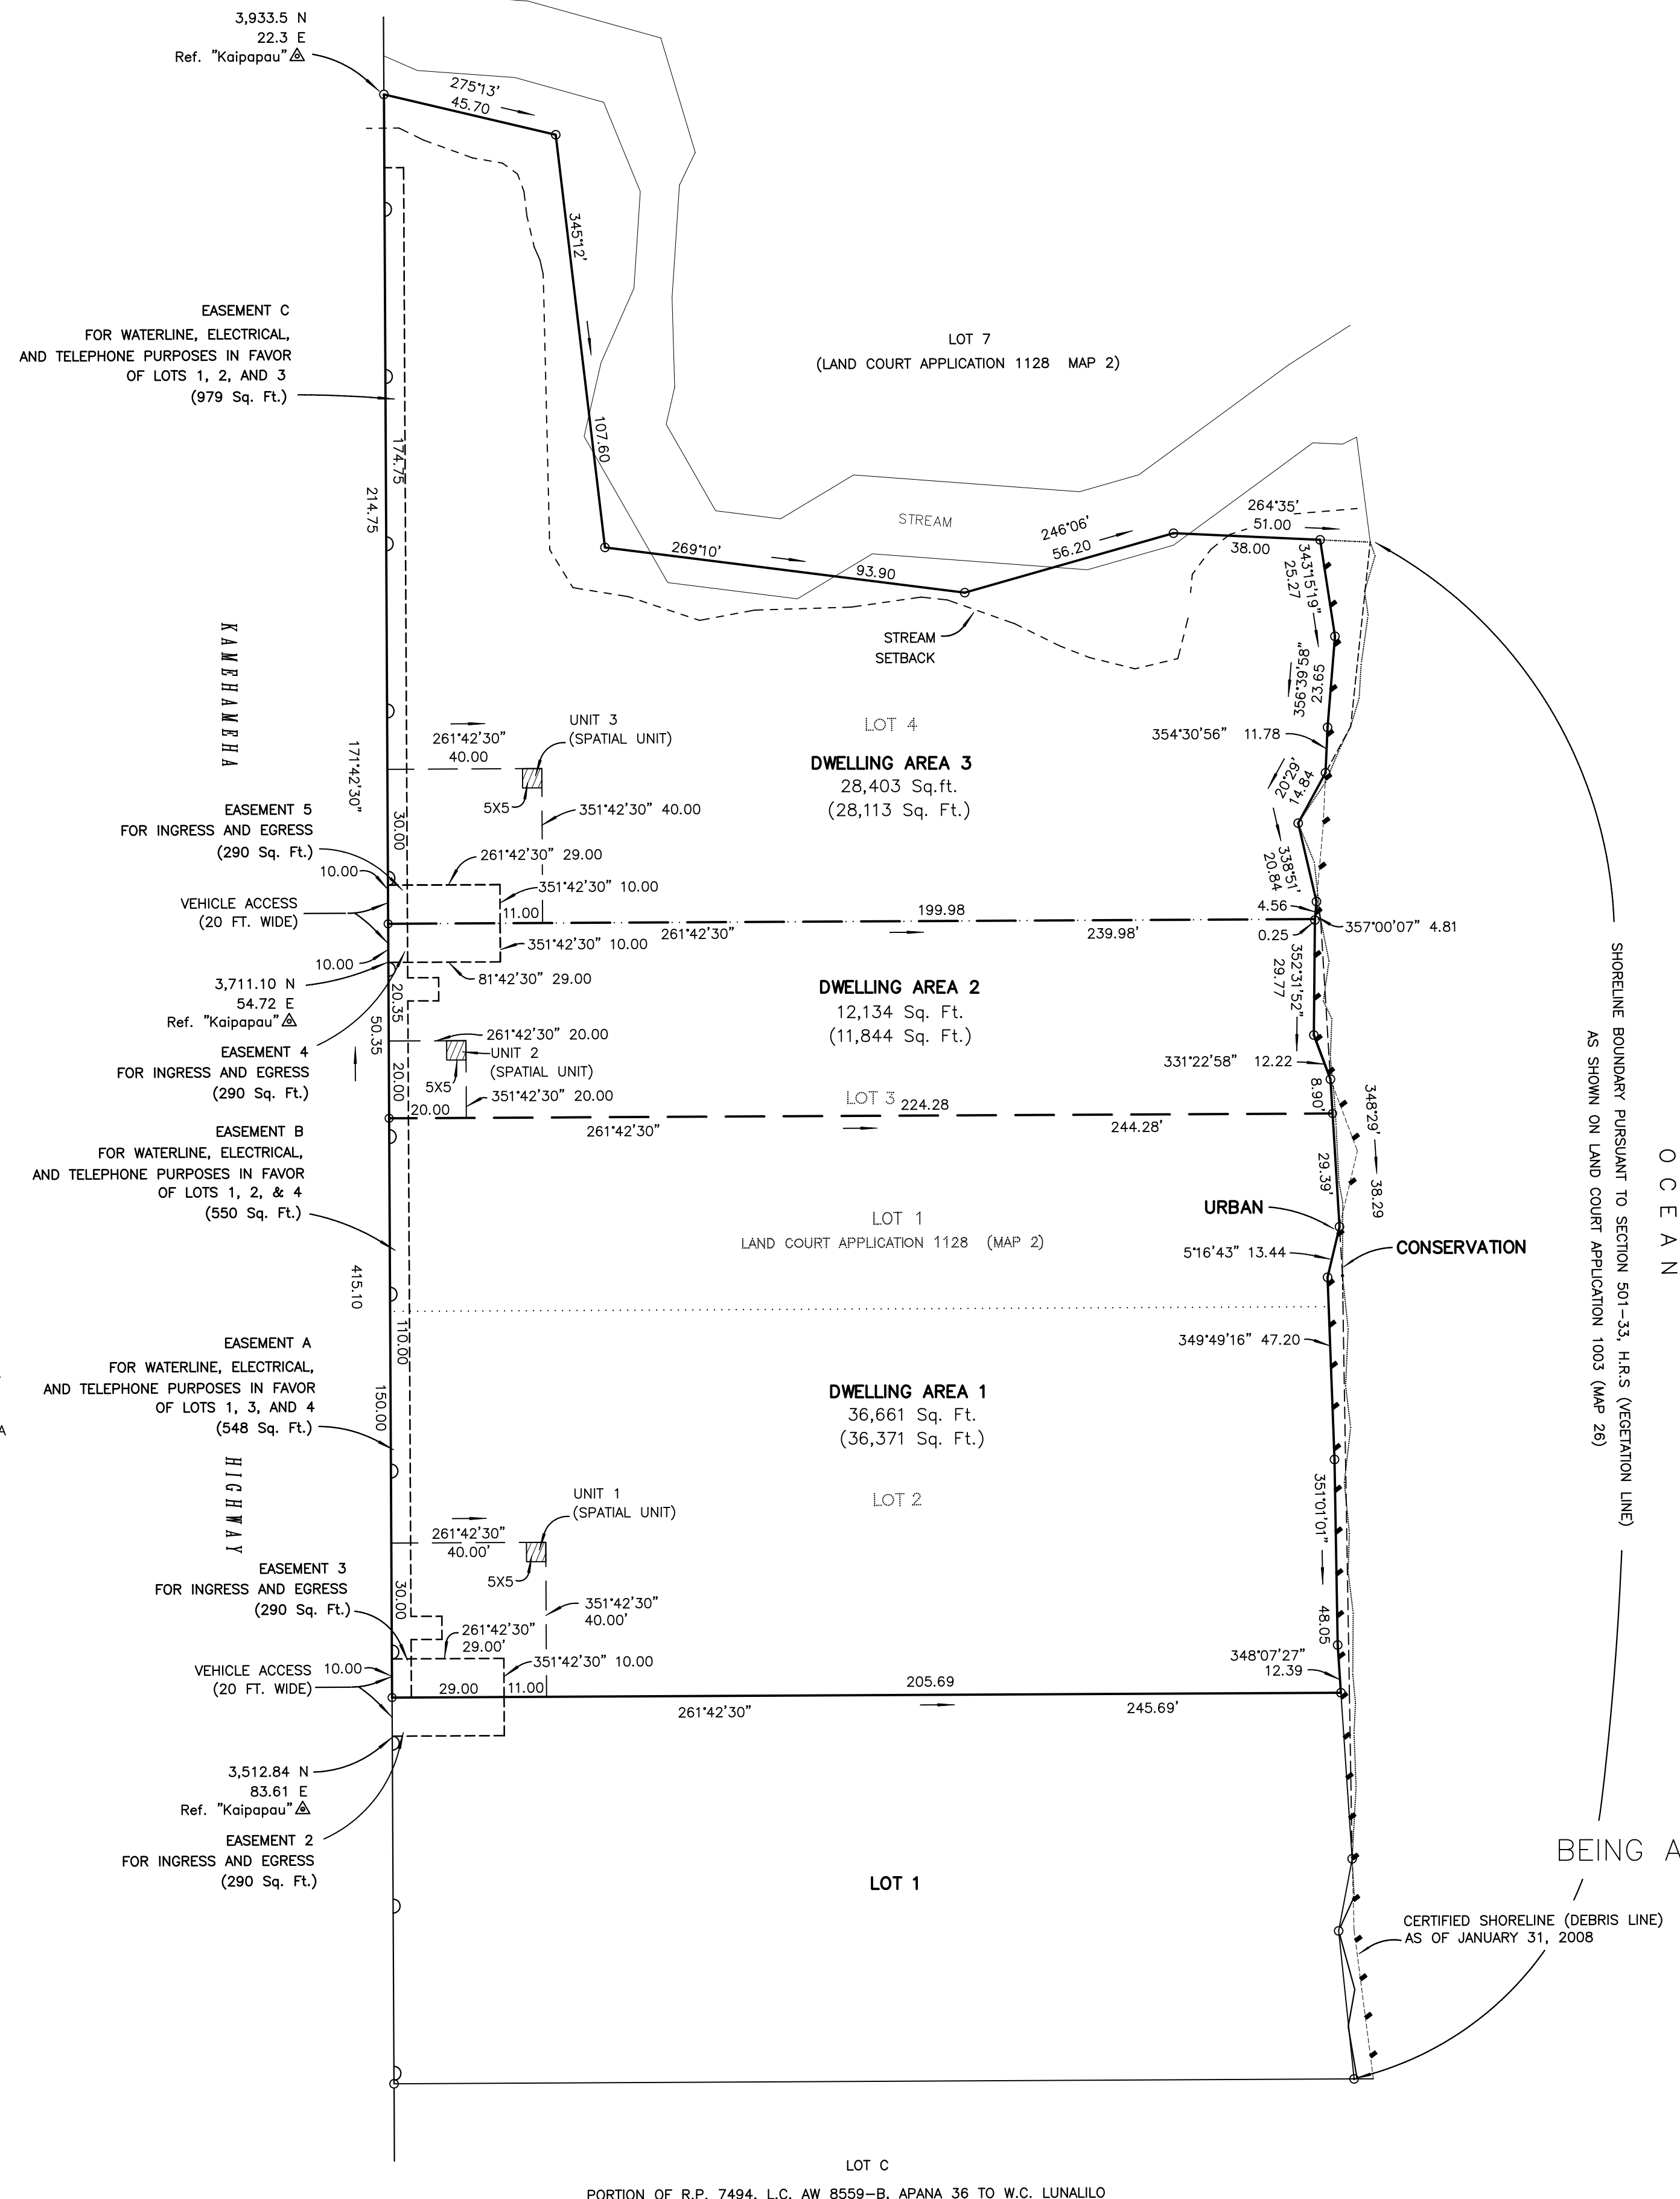 3,933.5 N
22.3 E
Ref. "Kaipapau"
275°13'
45.70
345°12'
107.60
EASEMENT C
FOR WATERLINE, ELECTRICAL,
AND TELEPHONE PURPOSES IN FAVOR
OF LOTS 1, 2, AND 3
(979 Sq. Ft.)
LOT 7
(LAND COURT APPLICATION 1128 MAP 2)
174.75
214.75
STREAM
269°10'
93.90
246°06'
56.20
264°35'
51.00
38.00
343°15'19"
25.27
STREAM
SETBACK
356°39'58"
23.65
KAMEHAMEHA
171°42'30"
261°42'30"
40.00
UNIT 3
(SPATIAL UNIT)
5X5
351°42'30" 40.00
LOT 4
DWELLING AREA 3
28,403 Sq.ft.
(28,113 Sq. Ft.)
354°30'56" 11.78
20°29'
14.84
338°51'
20.84
EASEMENT 5
FOR INGRESS AND EGRESS
(290 Sq. Ft.)
30.00
10.00
261°42'30" 29.00
351°42'30" 10.00
11.00
VEHICLE ACCESS
(20 FT. WIDE)
199.98
261°42'30"
239.98'
4.56
0.25
357°00'07" 4.81
351°42'30" 10.00
10.00
81°42'30" 29.00
3,711.10 N
54.72 E
Ref. "Kaipapau"
20.35
50.35
DWELLING AREA 2
12,134 Sq. Ft.
(11,844 Sq. Ft.)
352°31'52"
29.77
EASEMENT 4
FOR INGRESS AND EGRESS
(290 Sq. Ft.)
261°42'30" 20.00
UNIT 2
(SPATIAL UNIT)
5X5
351°42'30" 20.00
20.00
20.00
331°22'58" 12.22
8.90'
LOT 3
224.28
261°42'30"
244.28'
348°29'
38.29
29.39'
EASEMENT B
FOR WATERLINE, ELECTRICAL,
AND TELEPHONE PURPOSES IN FAVOR
OF LOTS 1, 2, & 4
(550 Sq. Ft.)
LOT 1
LAND COURT APPLICATION 1128 (MAP 2)
URBAN
CONSERVATION
5°16'43" 13.44
415.10
110.00
150.00
349°49'16" 47.20
EASEMENT A
FOR WATERLINE, ELECTRICAL,
AND TELEPHONE PURPOSES IN FAVOR
OF LOTS 1, 3, AND 4
(548 Sq. Ft.)
A
DWELLING AREA 1
36,661 Sq. Ft.
(36,371 Sq. Ft.)
LOT 2
HIGHWAY
UNIT 1
(SPATIAL UNIT)
261°42'30"
40.00'
5X5
351°42'30"
40.00'
30.00
351°01'01"
48.05
EASEMENT 3
FOR INGRESS AND EGRESS
(290 Sq. Ft.)
261°42'30"
29.00'
351°42'30" 10.00
VEHICLE ACCESS
(20 FT. WIDE)
10.00
29.00
11.00
205.69
261°42'30"
245.69'
348°07'27"
12.39
3,512.84 N
83.61 E
Ref. "Kaipapau"
EASEMENT 2
FOR INGRESS AND EGRESS
(290 Sq. Ft.)
LOT 1
SHORELINE BOUNDARY PURSUANT TO SECTION 501-33, H.R.S (VEGETATION LINE)
AS SHOWN ON LAND COURT APPLICATION 1003 (MAP 26)
OCEAN
BEING A
CERTIFIED SHORELINE (DEBRIS LINE)
AS OF JANUARY 31, 2008
LOT C
PORTION OF R.P. 7494, L.C. AW 8559-B, APANA 36 TO W.C. LUNALILO